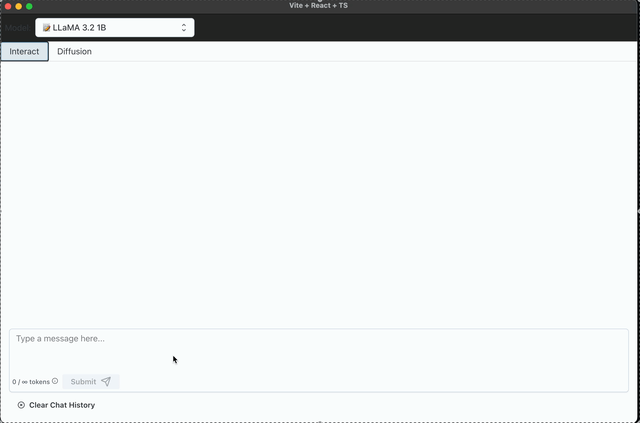 Vite + React + TS
Model: LLaMA 3.2 1B
Interact Diffusion
Type a message here...
0 / ∞ tokens Submit
Clear Chat History